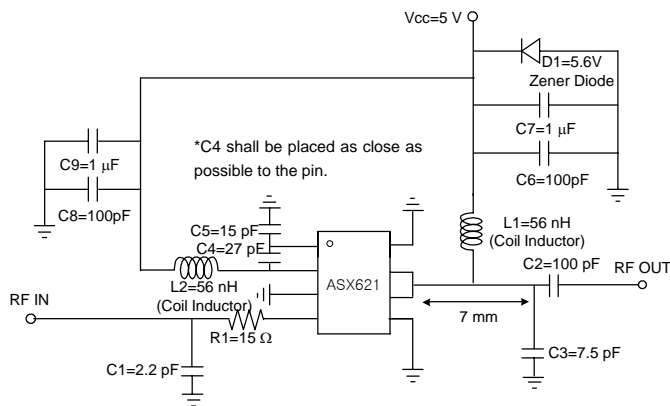 Vcc=5 V
D1=5.6V
Zener Diode
C7=1 μF
C6=100pF
C9=1 μF
C8=100pF
*C4 shall be placed as close as
possible to the pin.
C5=15 pF
C4=27 pF
L1=56 nH
(Coil Inductor)
L2=56 nH
(Coil Inductor)
ASX621
C2=100 pF
RF OUT
RF IN
7 mm
R1=15 Ω
C1=2.2 pF
C3=7.5 pF